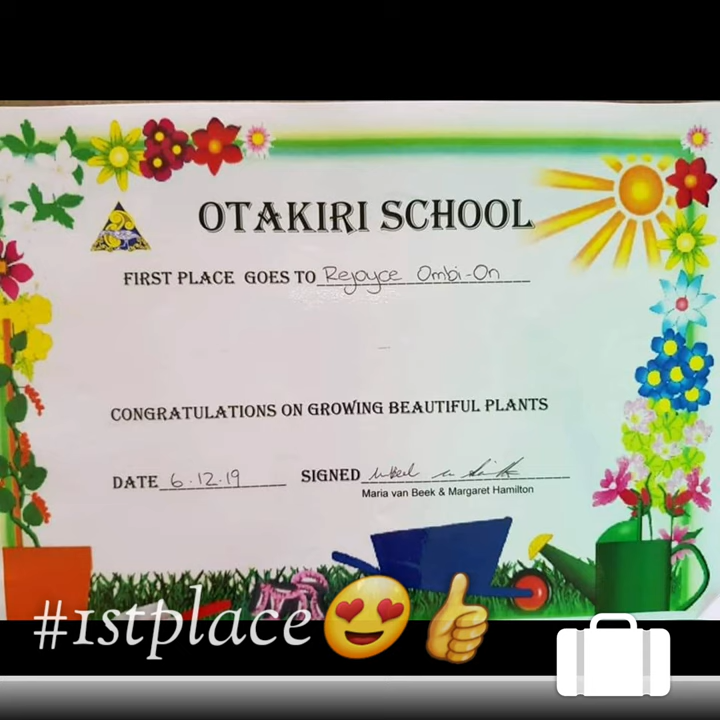 OTAKIRI SCHOOL
FIRST PLACE GOES TO Rejoyce Ombi-On
CONGRATULATIONS ON GROWING BEAUTIFUL PLANTS
DATE 6.12.19 SIGNED
Maria van Beek & Margaret Hamilton
#1stplace😍👍